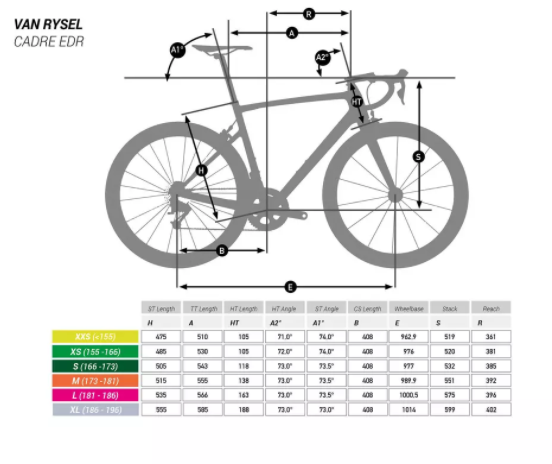 VAN RYSEL
CADRE EDR
R
A
A1°
A2°
HT
H
S
B
E
ST Length TT Length HT Length HT Angle ST Angle CS Length Wheelbase Stack Reach
H A HT A2° A1° B E S R
XXS (<155) 475 510 105 71.0° 74.0° 408 962.9 519 361
XS (155 -166) 485 530 105 72.0° 74.0° 408 976 520 381
S (166 -173) 505 543 118 73.0° 73.5° 408 977 532 385
M (173 -181) 515 555 138 73.0° 73.5° 408 989.9 551 392
L (181 - 186) 535 566 163 73.0° 73.5° 408 1000.5 575 396
XL (186 - 196) 555 585 188 73.0° 73.0° 408 1014 599 402